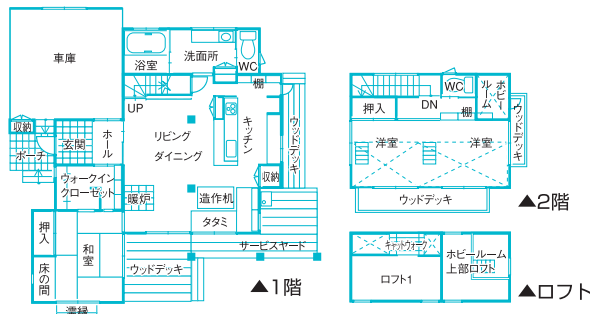 車庫
浴室
洗面所
WC
棚
UP
収納
ポーチ
玄関
ホール
リビング
ダイニング
キッチン
ウッドデッキ
収納
ウォークイン
クローゼット
暖炉
造作机
タタミ
押入
和室
床の間
濡縁
ウッドデッキ
サービスヤード
▲1階
押入
DN
WC
棚
ホビー
ルーム
洋室
洋室
ウッドデッキ
ウッドデッキ
▲2階
キャットウォーク
ロフト1
ホビールーム
上部ロフト
▲ロフト